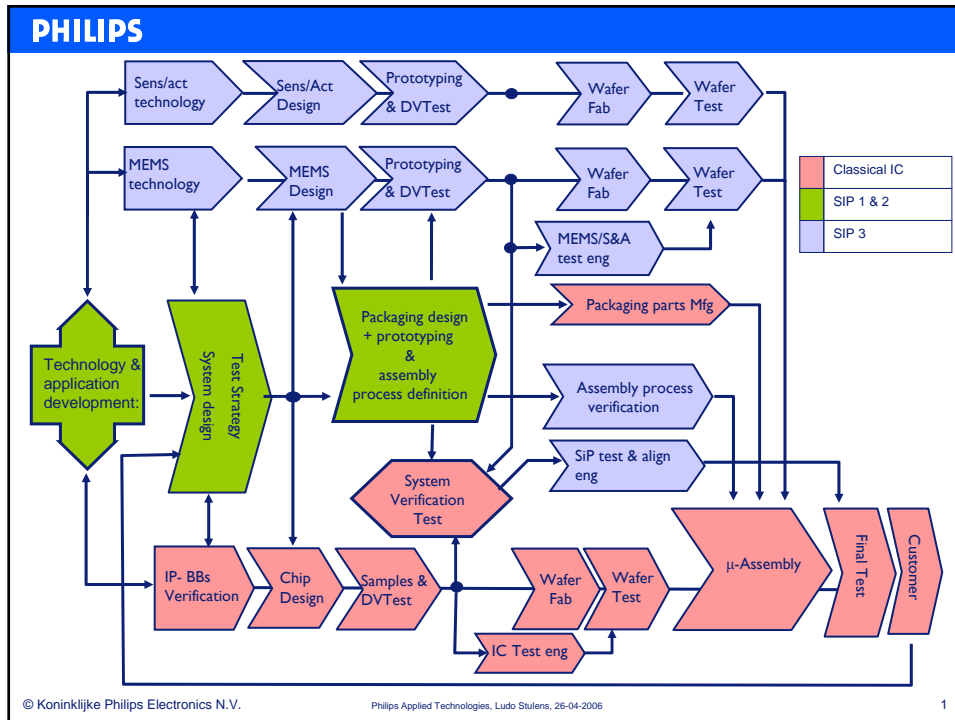 PHILIPS
Sens/act
technology
Sens/Act
Design
Prototyping
& DVTest
Wafer
Fab
Wafer
Test
MEMS
technology
MEMS
Design
Prototyping
& DVTest
Wafer
Fab
Wafer
Test
Classical IC
SIP 1 & 2
SIP 3
MEMS/S&A
test eng
Packaging parts Mfg
Technology &
application
development:
Test Strategy
System design
Packaging design
+ prototyping
&
assembly
process definition
Assembly process
verification
SiP test & align
eng
System
Verification
Test
IP- BBs
Verification
Chip
Design
Samples &
DVTest
Wafer
Fab
Wafer
Test
μ-Assembly
Final Test
Customer
IC Test eng
© Koninklijke Philips Electronics N.V.
Philips Applied Technologies, Ludo Stulens, 26-04-2006
1